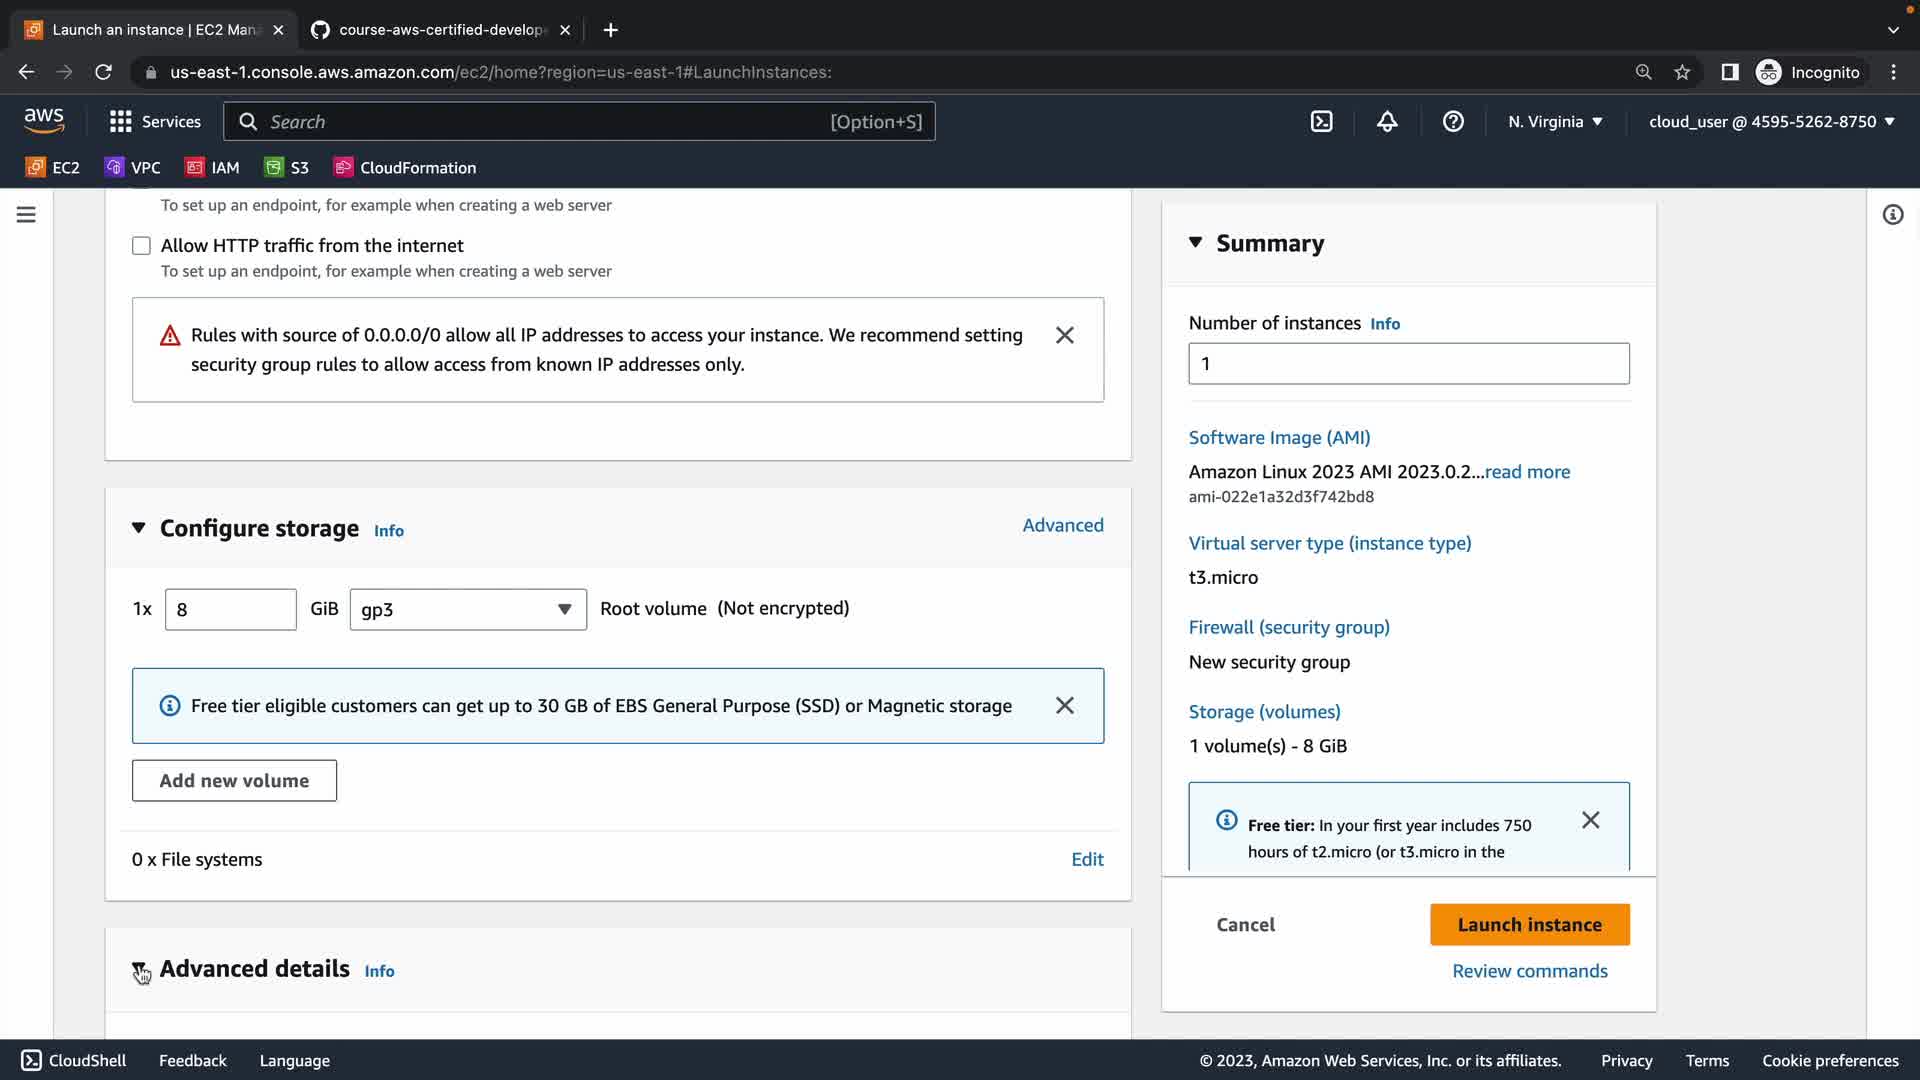 Launch an instance | EC2 Mana
course-aws-certified-develop
us-east-1.console.aws.amazon.com/ec2/home?region=us-east-1#LaunchInstances:
Incognito
aws
Services
Search
[Option+S]
N. Virginia
cloud_user @ 4595-5262-8750
EC2
VPC
IAM
S3
CloudFormation
To set up an endpoint, for example when creating a web server
Allow HTTP traffic from the internet
To set up an endpoint, for example when creating a web server
Rules with source of 0.0.0.0/0 allow all IP addresses to access your instance. We recommend setting
security group rules to allow access from known IP addresses only.
Configure storage Info
Advanced
1x 8 GiB gp3 Root volume (Not encrypted)
Free tier eligible customers can get up to 30 GB of EBS General Purpose (SSD) or Magnetic storage
Add new volume
0 x File systems
Edit
Advanced details Info
Summary
Number of instances Info
1
Software Image (AMI)
Amazon Linux 2023 AMI 2023.0.2...read more
ami-022e1a32d3f742bd8
Virtual server type (instance type)
t3.micro
Firewall (security group)
New security group
Storage (volumes)
1 volume(s) - 8 GiB
Free tier: In your first year includes 750
hours of t2.micro (or t3.micro in the
Cancel
Launch instance
Review commands
CloudShell
Feedback
Language
© 2023, Amazon Web Services, Inc. or its affiliates.
Privacy
Terms
Cookie preferences